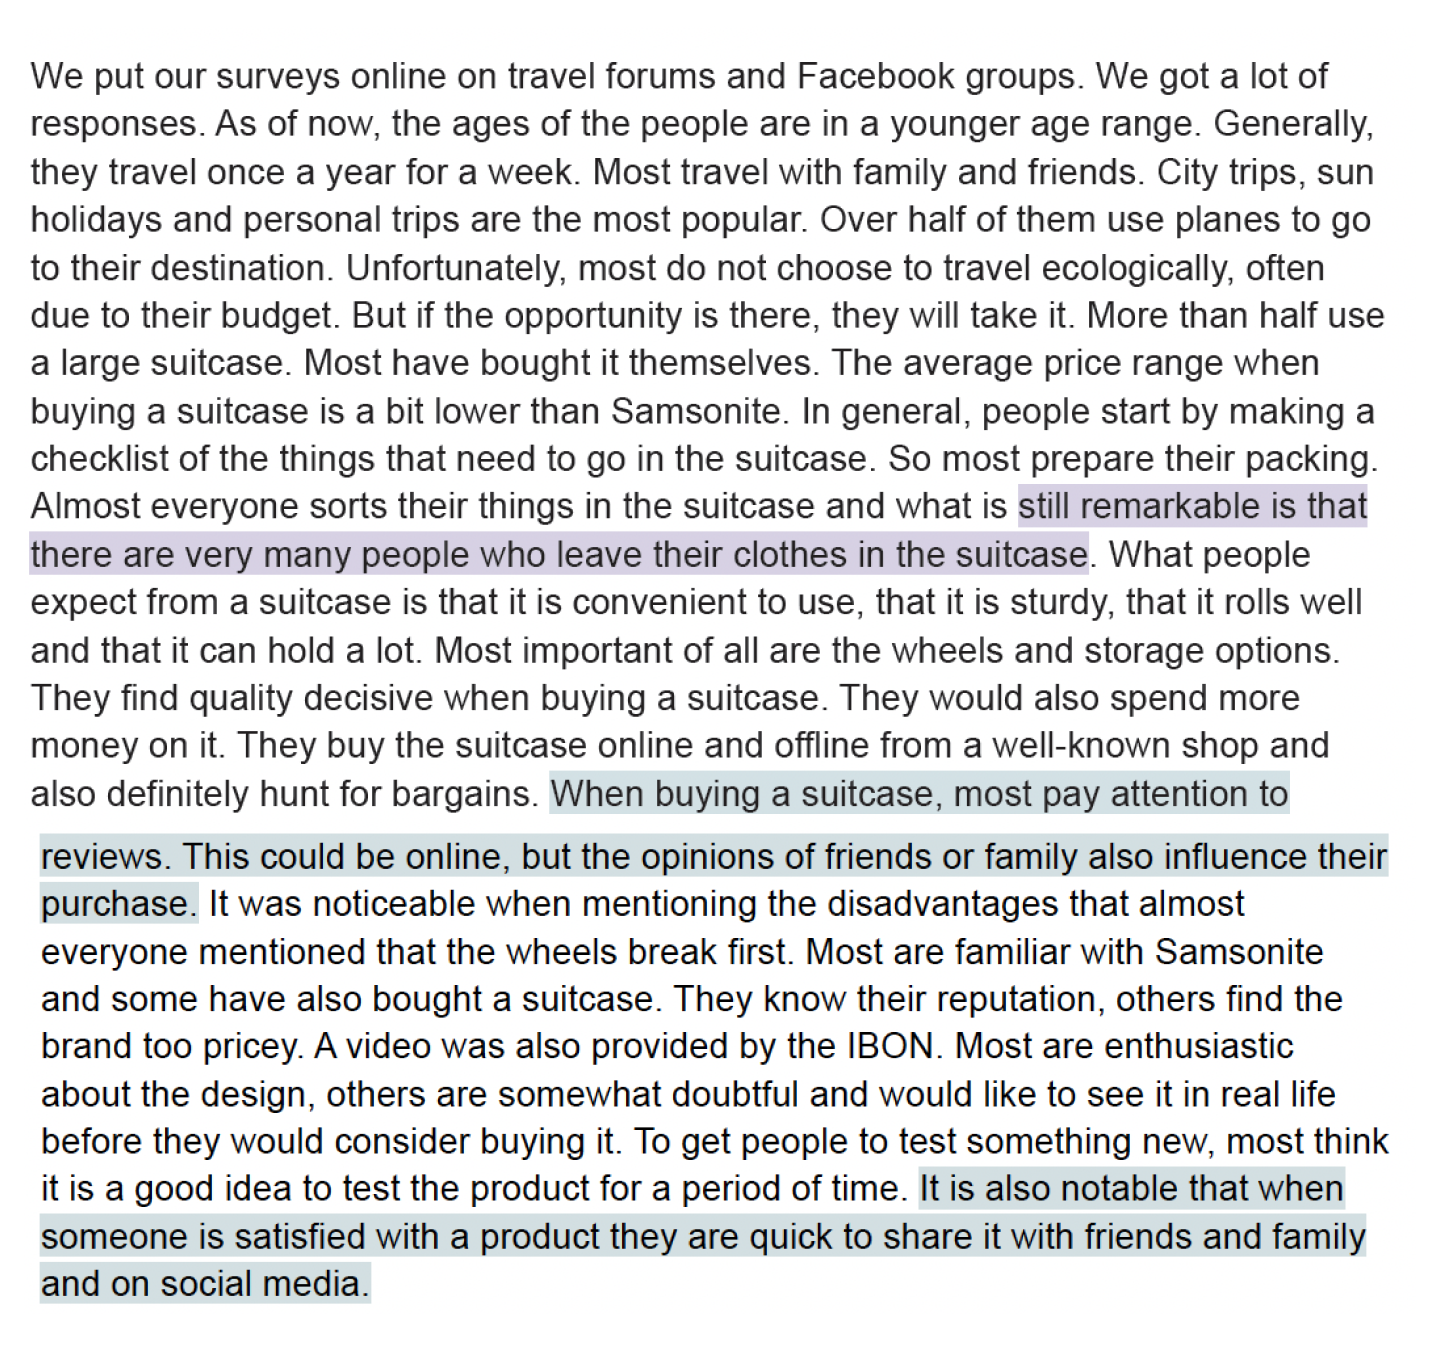 We put our surveys online on travel forums and Facebook groups. We got a lot of
responses. As of now, the ages of the people are in a younger age range. Generally,
they travel once a year for a week. Most travel with family and friends. City trips, sun
holidays and personal trips are the most popular. Over half of them use planes to go
to their destination. Unfortunately, most do not choose to travel ecologically, often
due to their budget. But if the opportunity is there, they will take it. More than half use
a large suitcase. Most have bought it themselves. The average price range when
buying a suitcase is a bit lower than Samsonite. In general, people start by making a
checklist of the things that need to go in the suitcase. So most prepare their packing.
Almost everyone sorts their things in the suitcase and what is still remarkable is that
there are very many people who leave their clothes in the suitcase. What people
expect from a suitcase is that it is convenient to use, that it is sturdy, that it rolls well
and that it can hold a lot. Most important of all are the wheels and storage options.
They find quality decisive when buying a suitcase. They would also spend more
money on it. They buy the suitcase online and offline from a well-known shop and
also definitely hunt for bargains. When buying a suitcase, most pay attention to
reviews. This could be online, but the opinions of friends or family also influence their
purchase. It was noticeable when mentioning the disadvantages that almost
everyone mentioned that the wheels break first. Most are familiar with Samsonite
and some have also bought a suitcase. They know their reputation, others find the
brand too pricey. A video was also provided by the IBON. Most are enthusiastic
about the design, others are somewhat doubtful and would like to see it in real life
before they would consider buying it. To get people to test something new, most think
it is a good idea to test the product for a period of time. It is also notable that when
someone is satisfied with a product they are quick to share it with friends and family
and on social media.